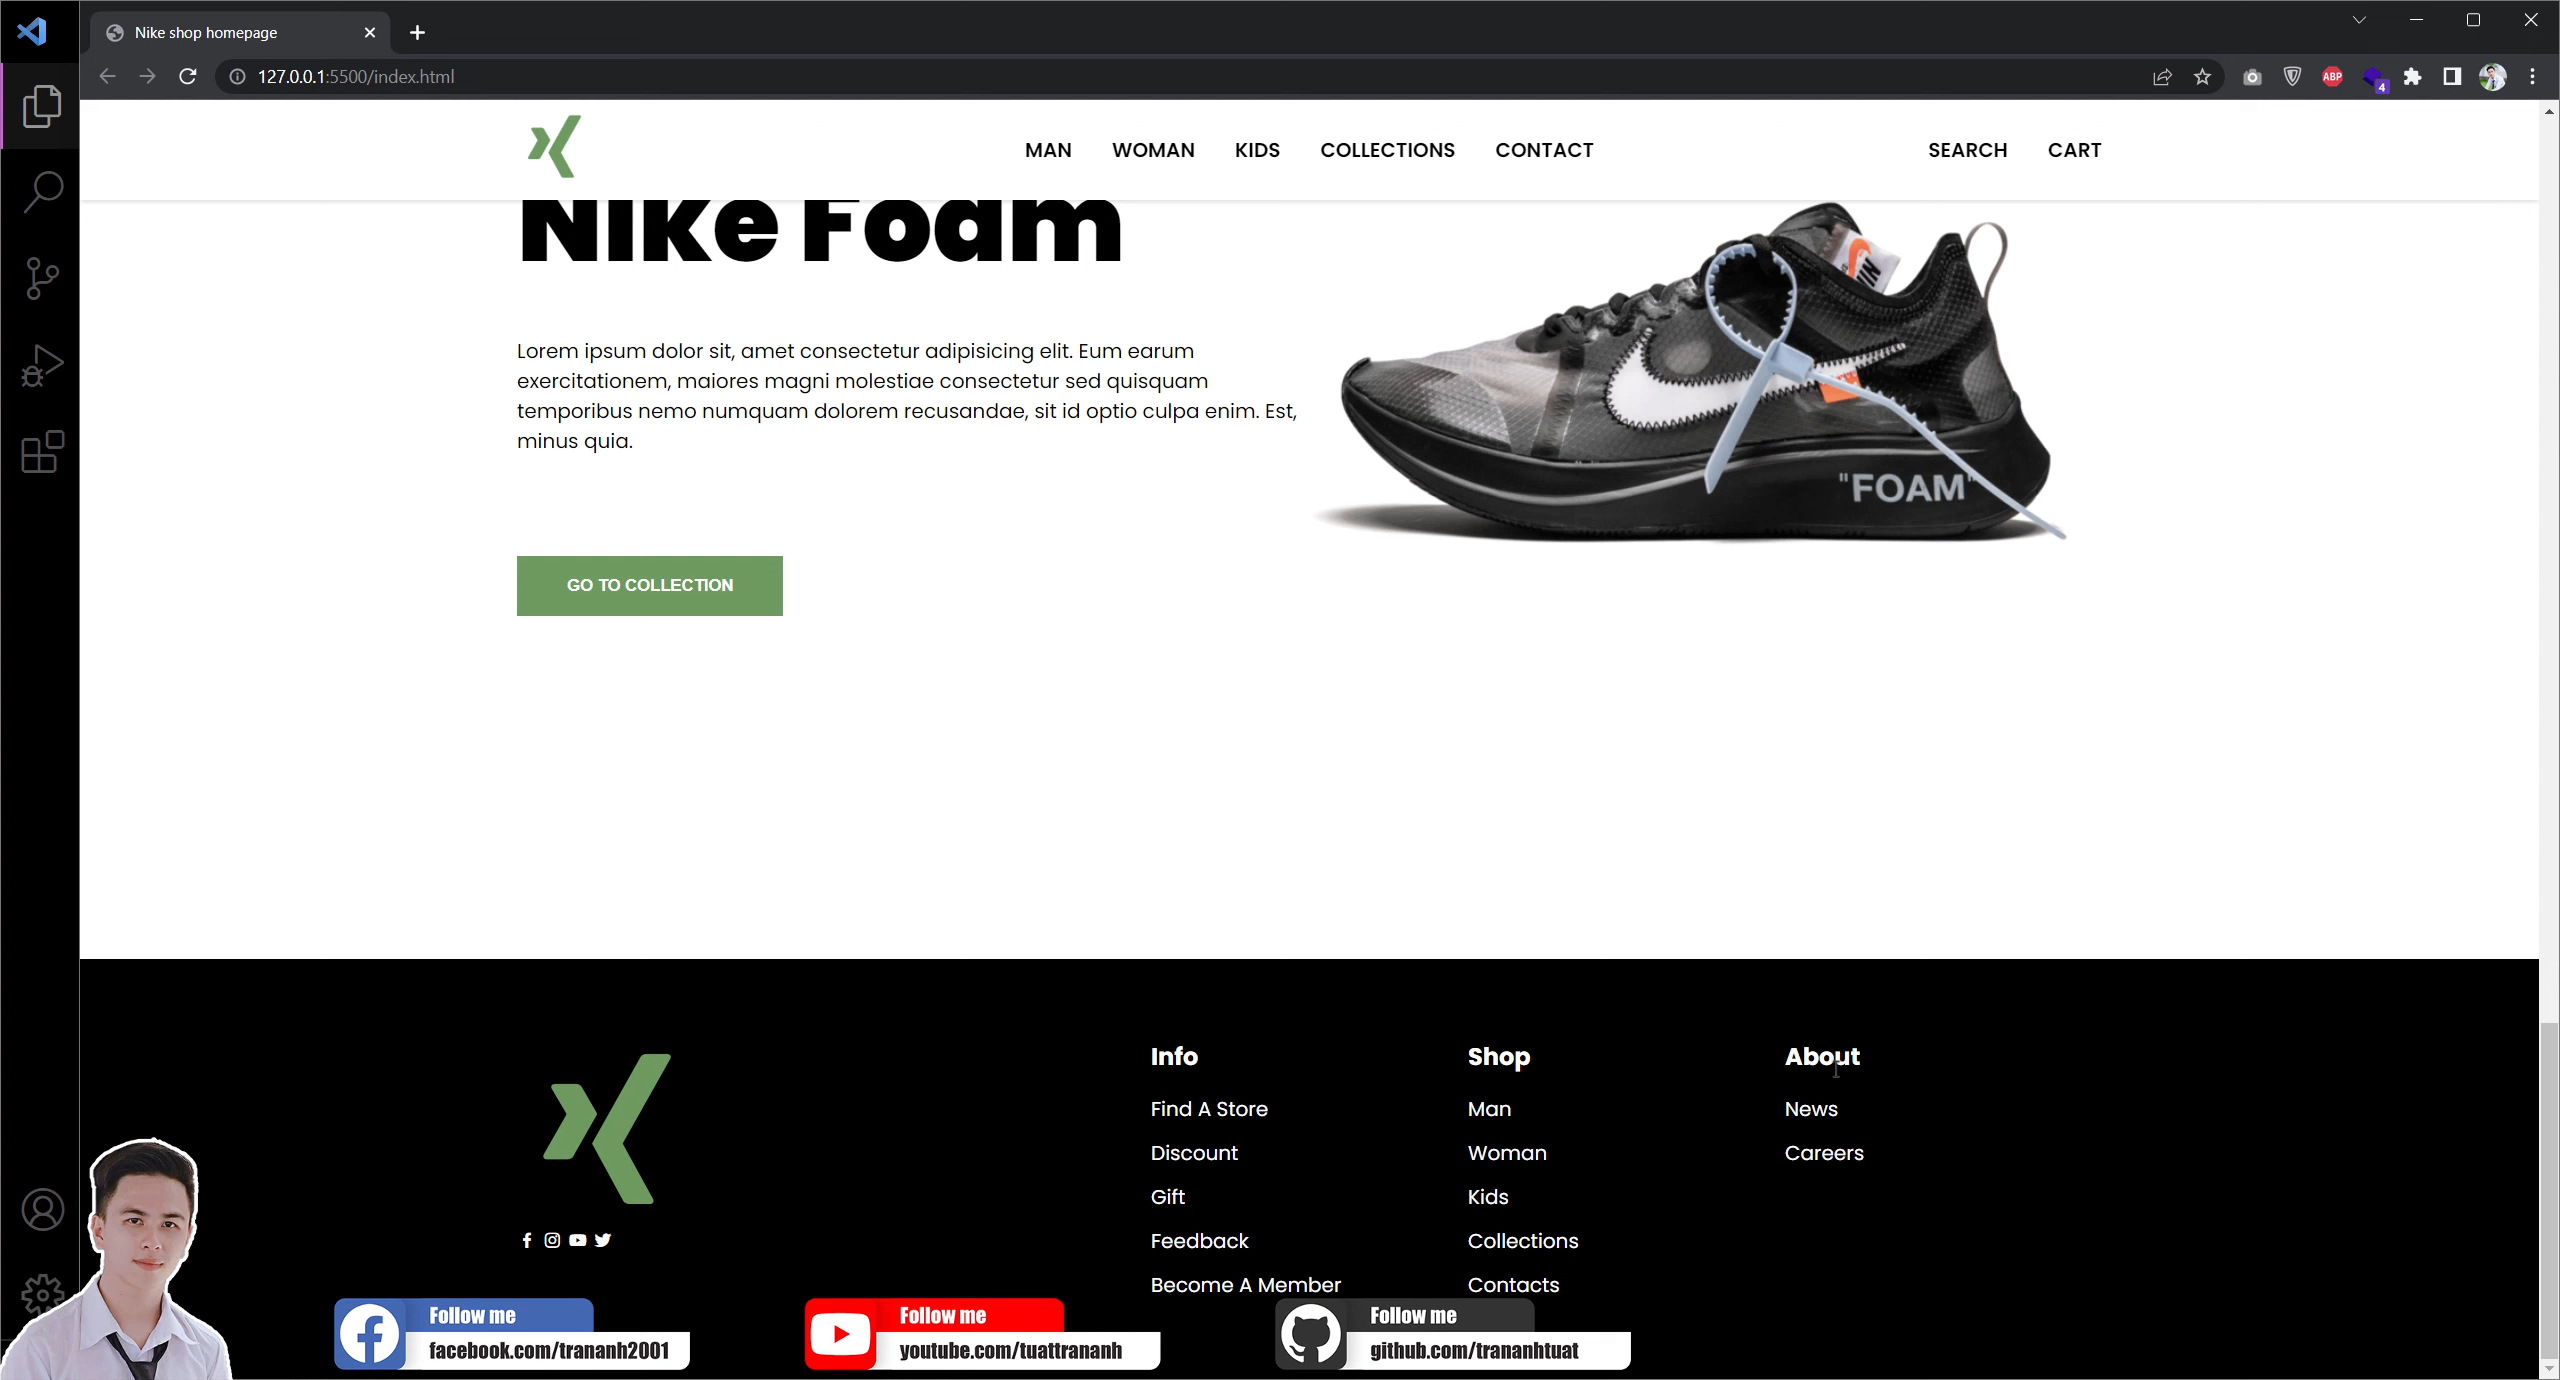 Nike shop homepage
127.0.0.1:5500/index.html
ABP
4
MAN WOMAN KIDS COLLECTIONS CONTACT SEARCH CART
Nike Foam
Lorem ipsum dolor sit, amet consectetur adipisicing elit. Eum earum
exercitationem, maiores magni molestiae consectetur sed quisquam
temporibus nemo numquam dolorem recusandae, sit id optio culpa enim. Est,
minus quia.
"FOAM"
GO TO COLLECTION
Info
Find A Store
Discount
Gift
Feedback
Become A Member
Shop
Man
Woman
Kids
Collections
Contacts
About
News
Careers
Follow me
facebook.com/trananh2001
Follow me
youtube.com/tuattrananh
Follow me
github.com/trananhtuat